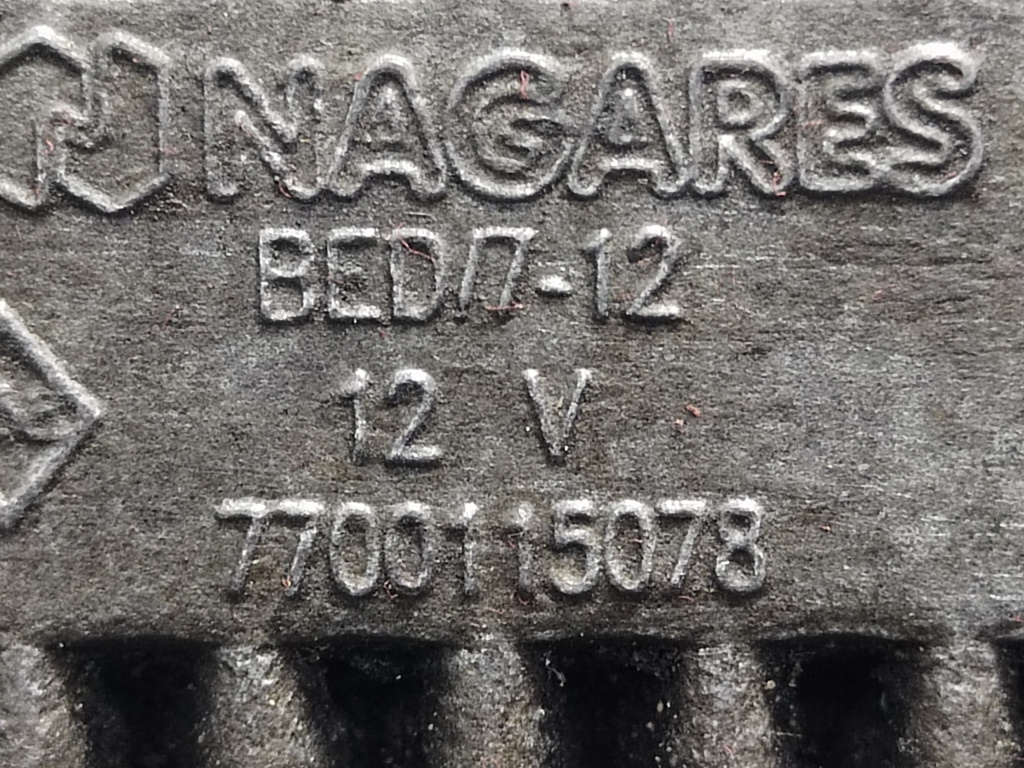 NAGARES
BED/7-12
12 V
7700115078